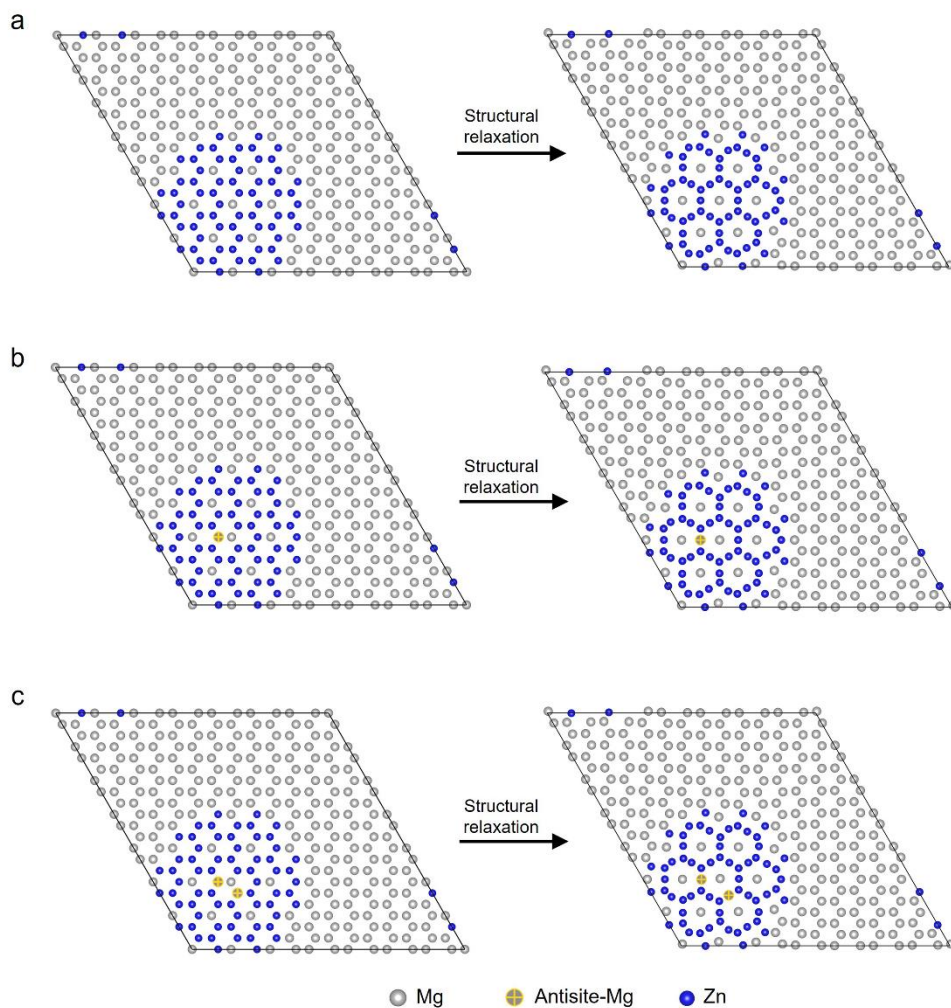 a
Structural
relaxation
b
Structural
relaxation
c
Structural
relaxation
Mg
Antisite-Mg
Zn